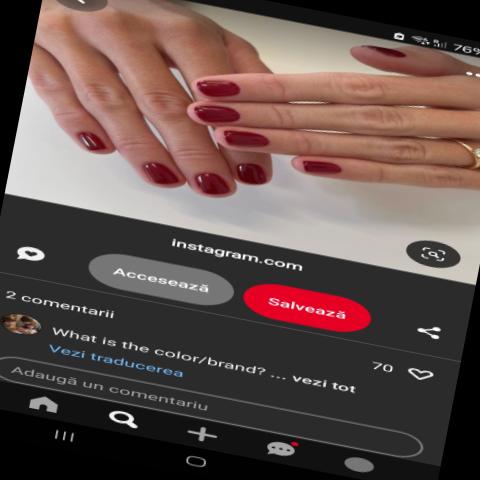 76%
instagram.com
Accesează
Salvează
2 comentarii
70
What is the color/brand? ... vezi tot
Vezi traducerea
Adaugă un comentariu